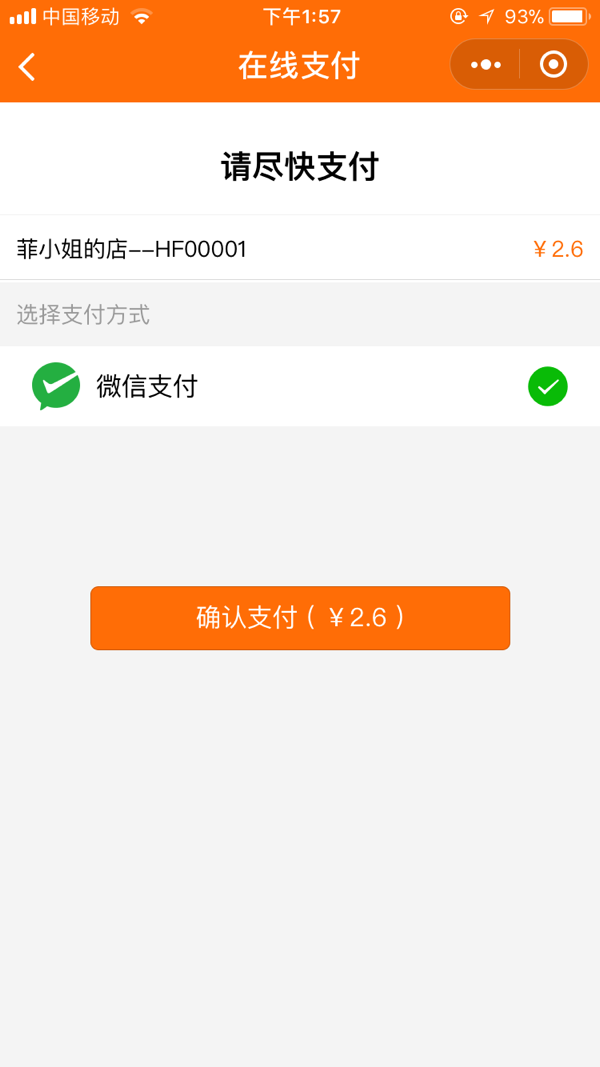 中国移动 下午1:57 93%
在线支付
请尽快支付
菲小姐的店--HF00001 ¥2.6
选择支付方式
微信支付
确认支付（¥2.6）